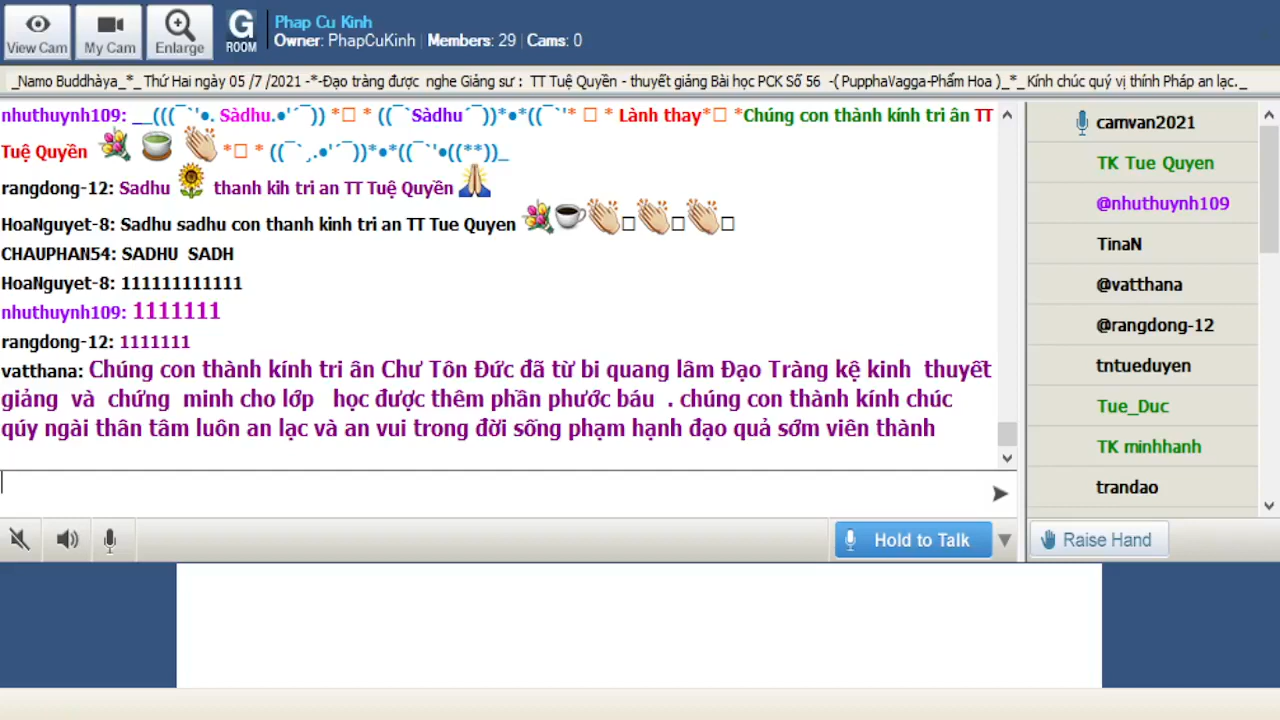 View Cam
My Cam
Enlarge
G ROOM
Phap Cu Kinh
Owner: PhapCuKinh | Members: 29 | Cams: 0
_Namo Buddhàya_*_ Thứ Hai ngày 05 /7 /2021 -*-Đạo tràng được nghe Giảng sư : TT Tuệ Quyền - thuyết giảng Bài học PCK Số 56 -( PupphaVagga-Phẩm Hoa )_*_ Kính chúc quý vị thính Pháp an lạc._
nhuthuynh109: __(((¯`'•. Sàdhu.•'´¯)) *□ * ((¯`Sàdhu´¯))*•*((¯`'* □ * Lành thay*□ *Chúng con thành kính tri ân TT
Tuệ Quyền *□ * ((¯`¸.•'´¯))*•*((¯`'•((**))_
rangdong-12: Sadhu thanh kih tri an TT Tuệ Quyền
HoaNguyet-8: Sadhu sadhu con thanh kinh tri an TT Tue Quyen □ □ □
CHAUPHAN54: SADHU SADH
HoaNguyet-8: 111111111111
nhuthuynh109: 1111111
rangdong-12: 1111111
vatthana: Chúng con thành kính tri ân Chư Tôn Đức đã từ bi quang lâm Đạo Tràng kệ kinh thuyết
giảng và chứng minh cho lớp học được thêm phần phước báu . chúng con thành kính chúc
qúy ngài thân tâm luôn an lạc và an vui trong đời sống phạm hạnh đạo quả sớm viên thành
Hold to Talk
camvan2021
TK Tue Quyen
@nhuthuynh109
TinaN
@vatthana
@rangdong-12
tntueduyen
Tue_Duc
TK minhhanh
trandao
Raise Hand